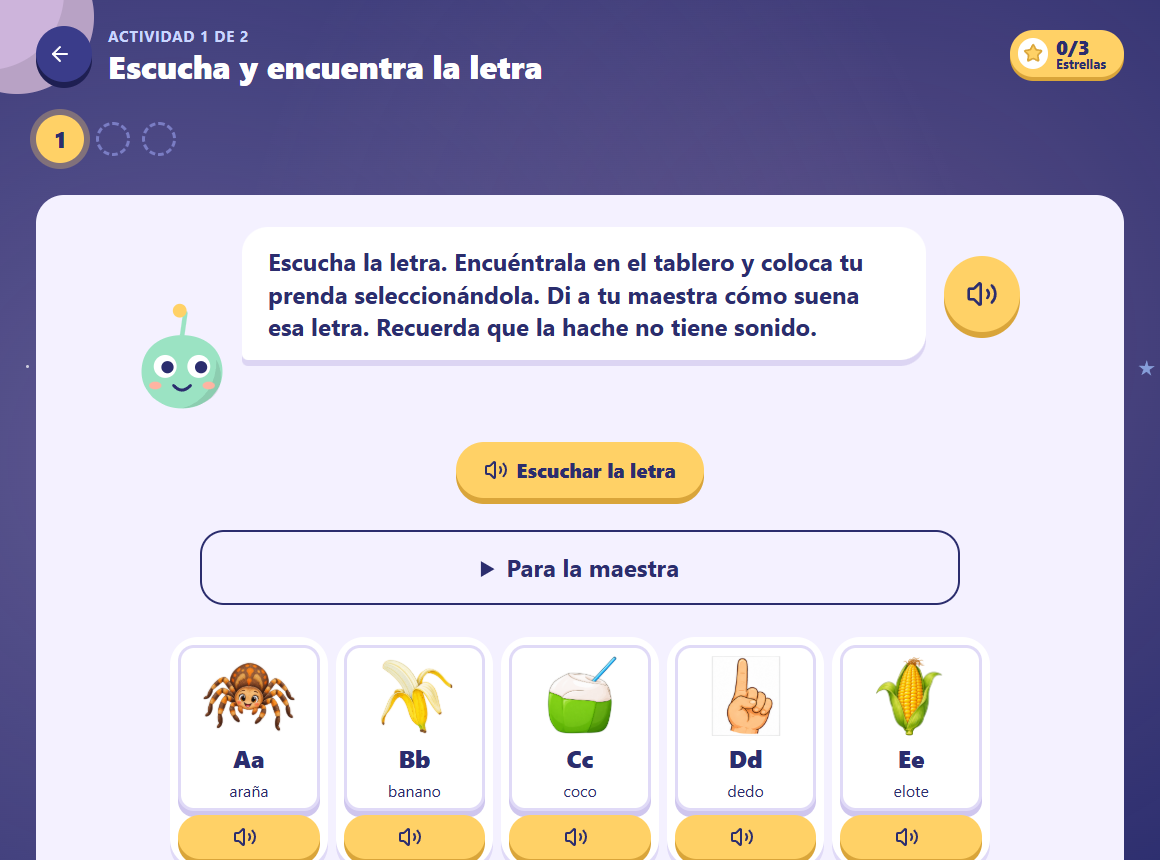 ACTIVIDAD 1 DE 2
Escucha y encuentra la letra
0/3
Estrellas
1
Escucha la letra. Encuéntrala en el tablero y coloca tu
prenda seleccionándola. Di a tu maestra cómo suena
esa letra. Recuerda que la hache no tiene sonido.
Escuchar la letra
Para la maestra
Aa
araña
Bb
banano
Cc
coco
Dd
dedo
Ee
elote